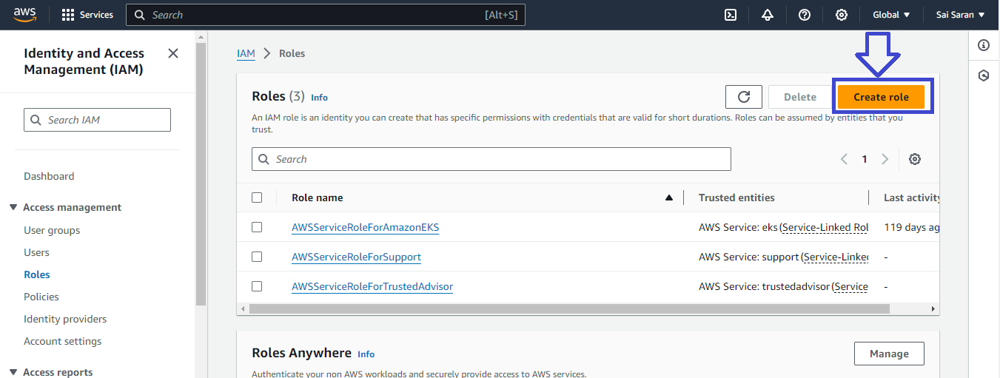 aws
Services
Search
[Alt+S]
Global
Sai Saran
Identity and Access
Management (IAM)
Search IAM
Dashboard
Access management
User groups
Users
Roles
Policies
Identity providers
Account settings
Access reports
IAM
Roles
Roles (3) Info
Delete
Create role
An IAM role is an identity you can create that has specific permissions with credentials that are valid for short durations. Roles can be assumed by entities that you
trust.
Search
1
Role name
Trusted entities
Last activity
AWSServiceRoleForAmazonEKS
AWS Service: eks (Service-Linked Rol
119 days ag
AWSServiceRoleForSupport
AWS Service: support (Service-Linke
-
AWSServiceRoleForTrustedAdvisor
AWS Service: trustedadvisor (Service
-
Roles Anywhere Info
Manage
Authenticate your non AWS workloads and securely provide access to AWS services.